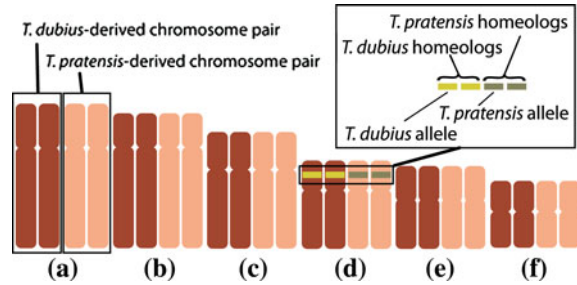 T. dubius-derived chromosome pair
T. pratensis-derived chromosome pair
T. pratensis homeologs
T. dubius homeologs
T. pratensis allele
T. dubius allele
(a) (b) (c) (d) (e) (f)